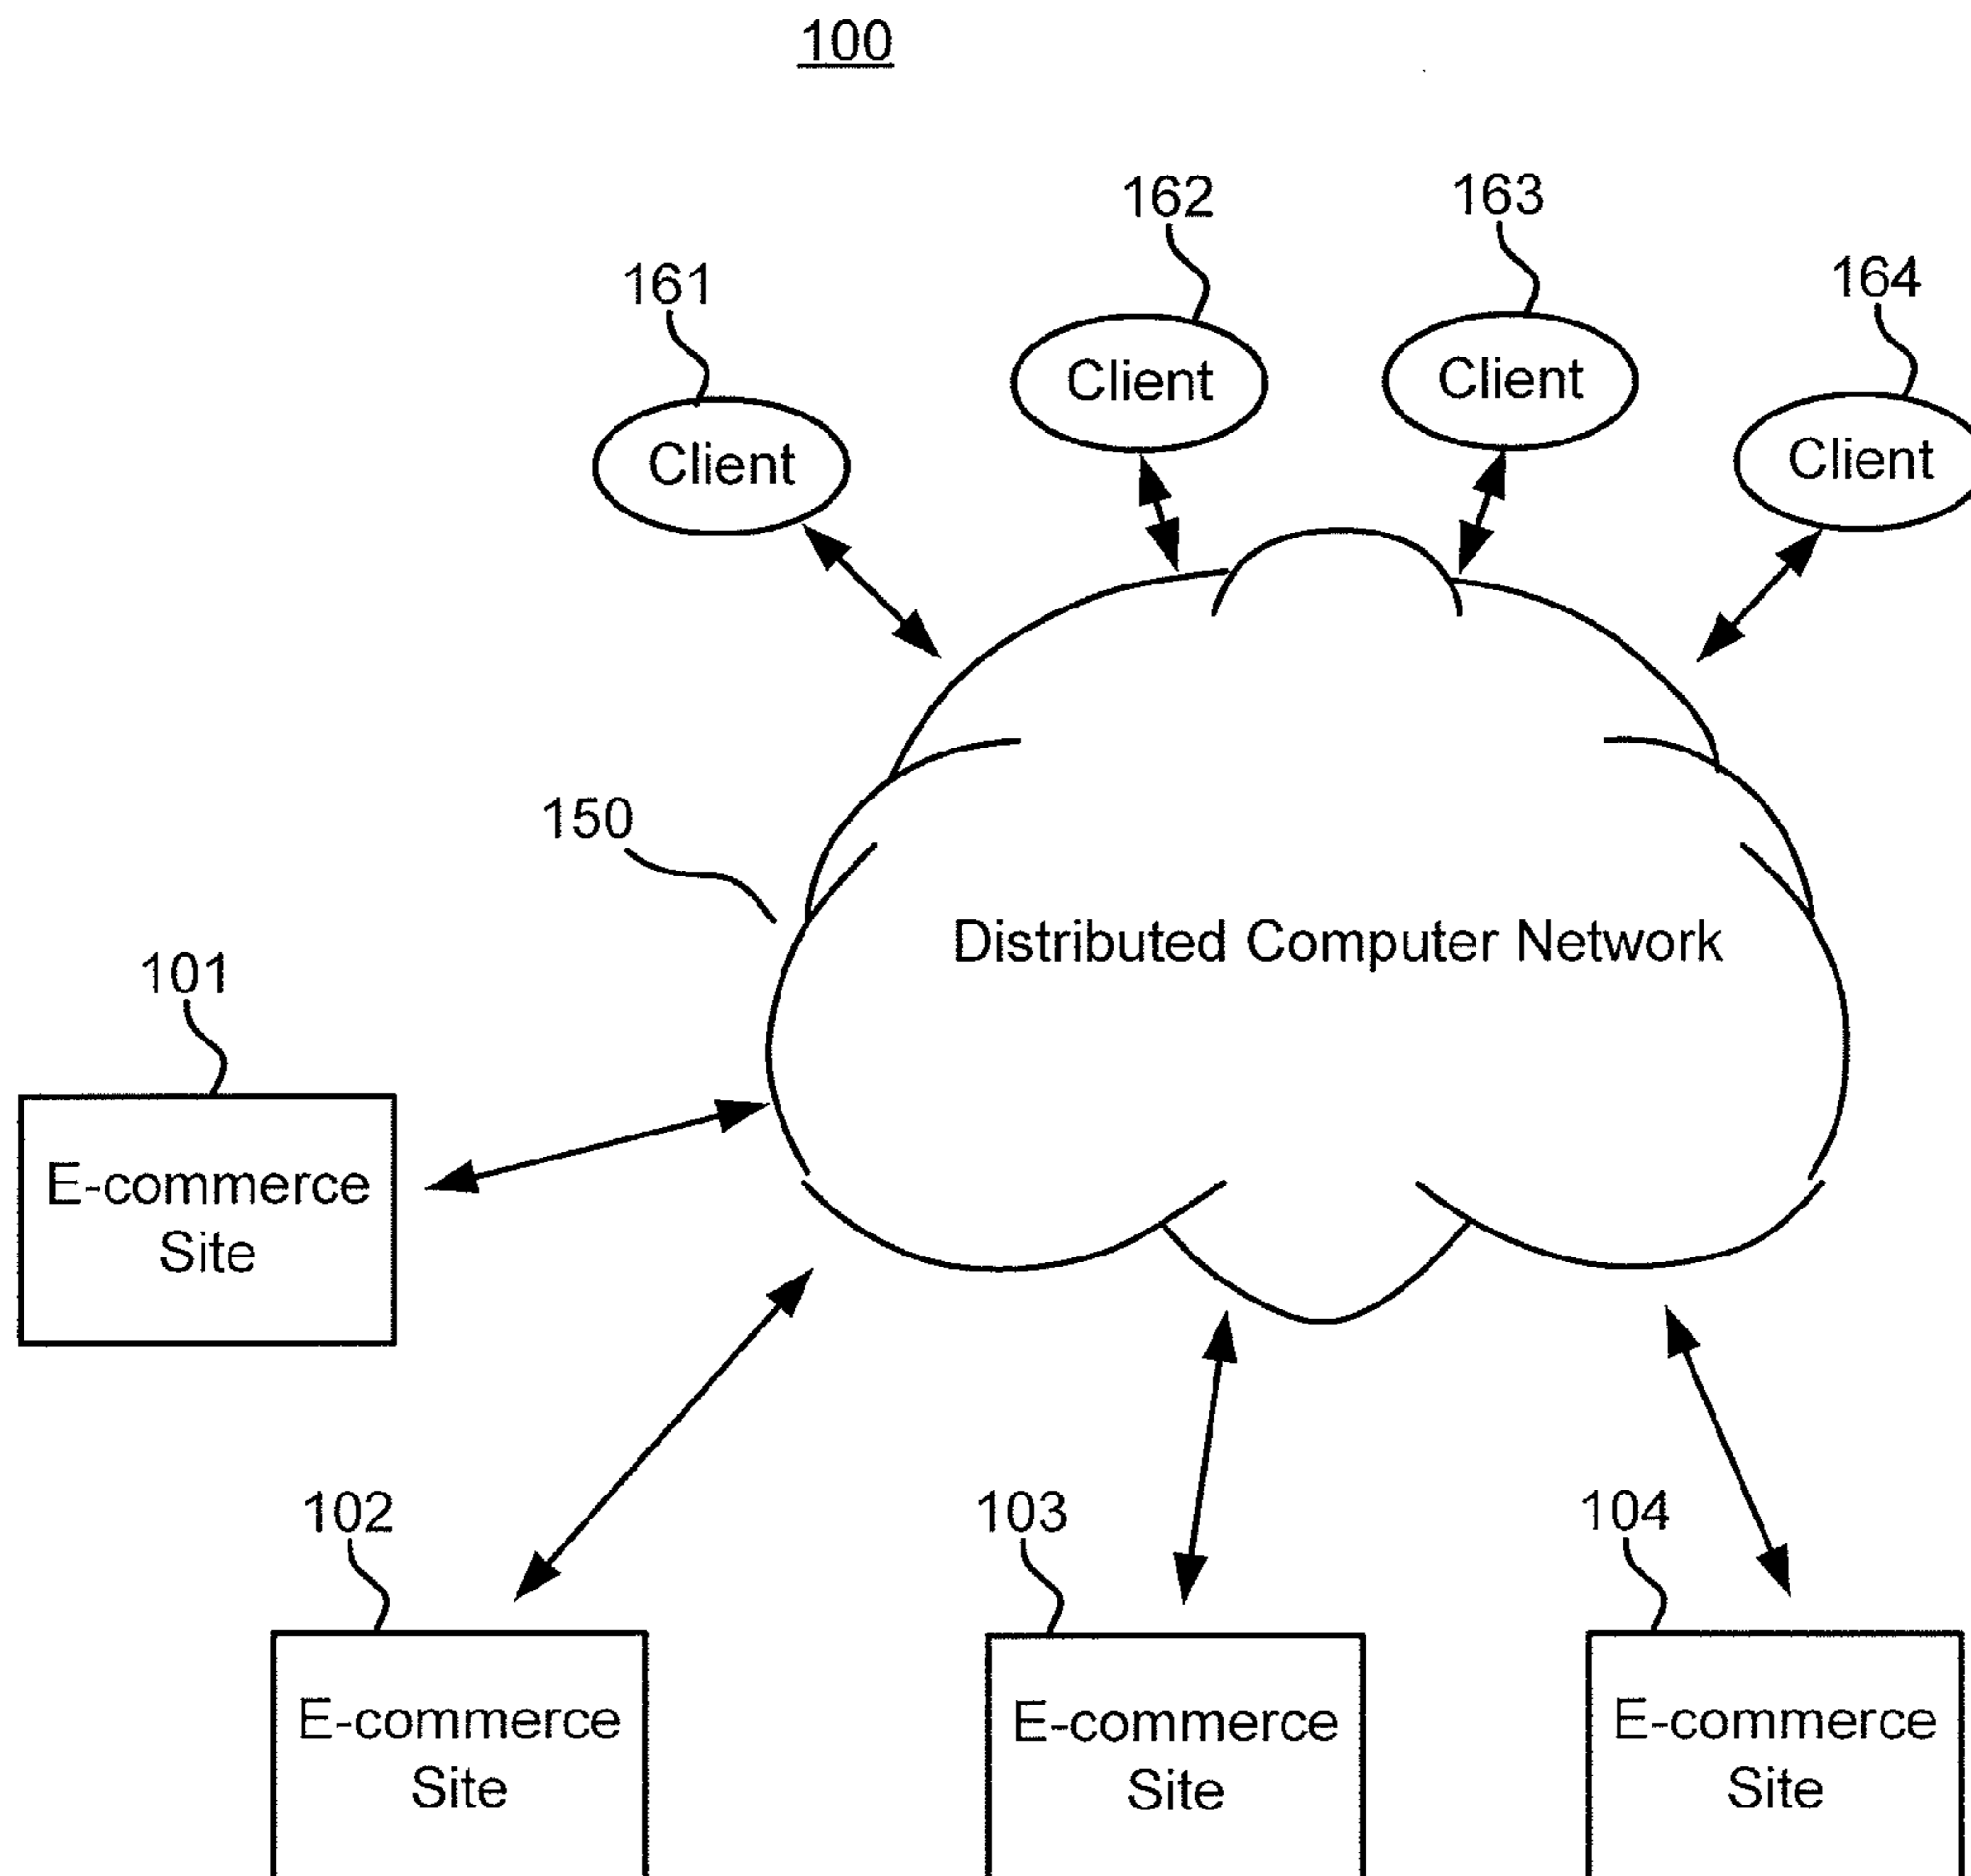 100
162
163
161
164
Client
Client
Client
Client
150
Distributed Computer Network
101
E-commerce
Site
102
103
104
E-commerce
Site
E-commerce
Site
E-commerce
Site